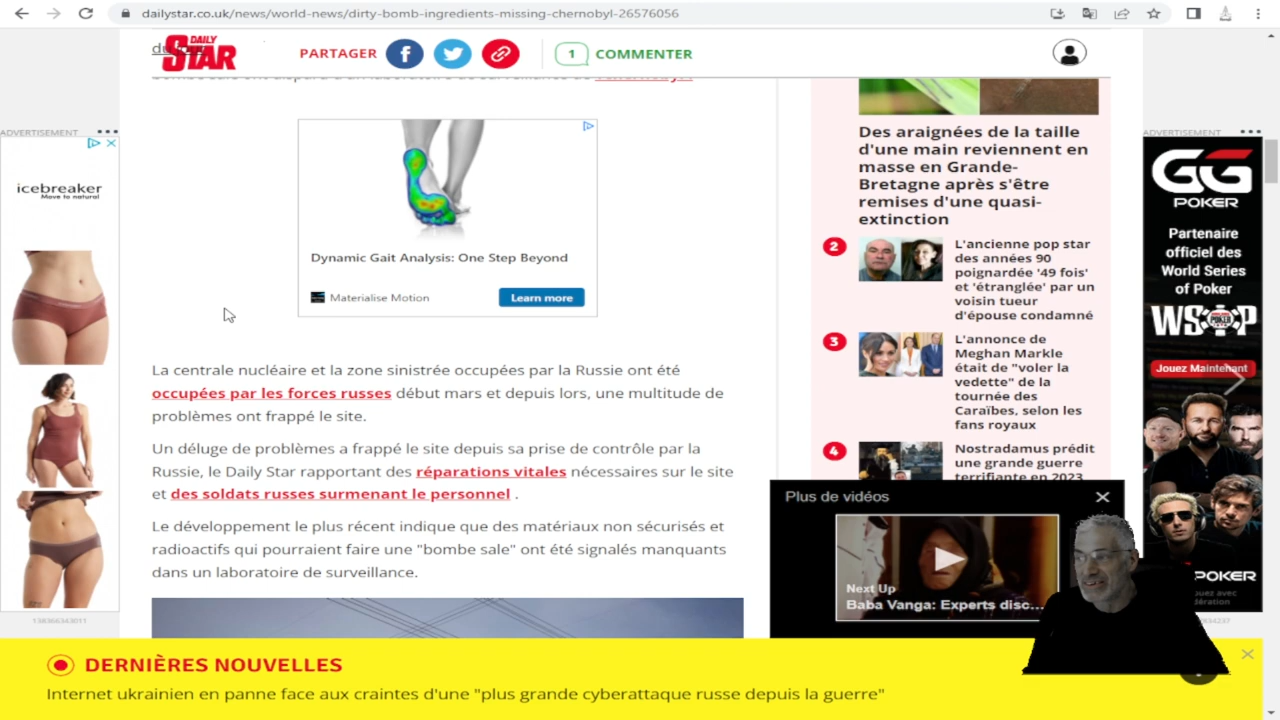 dailystar.co.uk/news/world-news/dirty-bomb-ingredients-missing-chernobyl-26576056
DAILY STAR
PARTAGER
1 COMMENTER
ADVERTISEMENT
icebreaker
Move to natural
138366343011
Dynamic Gait Analysis: One Step Beyond
Materialise Motion
Learn more
La centrale nucléaire et la zone sinistrée occupées par la Russie ont été
occupées par les forces russes début mars et depuis lors, une multitude de
problèmes ont frappé le site.
Un déluge de problèmes a frappé le site depuis sa prise de contrôle par la
Russie, le Daily Star rapportant des réparations vitales nécessaires sur le site
et des soldats russes surmenant le personnel .
Le développement le plus récent indique que des matériaux non sécurisés et
radioactifs qui pourraient faire une "bombe sale" ont été signalés manquants
dans un laboratoire de surveillance.
Des araignées de la taille
d'une main reviennent en
masse en Grande-
Bretagne après s'être
remises d'une quasi-
extinction
2
L'ancienne pop star
des années 90
poignardée '49 fois'
et 'étranglée' par un
voisin tueur
d'épouse condamné
3
L'annonce de
Meghan Markle
était de "voler la
vedette" de la
tournée des
Caraïbes, selon les
fans royaux
4
Nostradamus prédit
une grande guerre
terrifiante en 2023
Plus de vidéos
Next Up
Baba Vanga: Experts disc...
ADVERTISEMENT
GG
POKER
Partenaire
officiel des
World Series
of Poker
WSOP
Jouez Maintenant
POKER
DERNIÈRES NOUVELLES
Internet ukrainien en panne face aux craintes d'une "plus grande cyberattaque russe depuis la guerre"